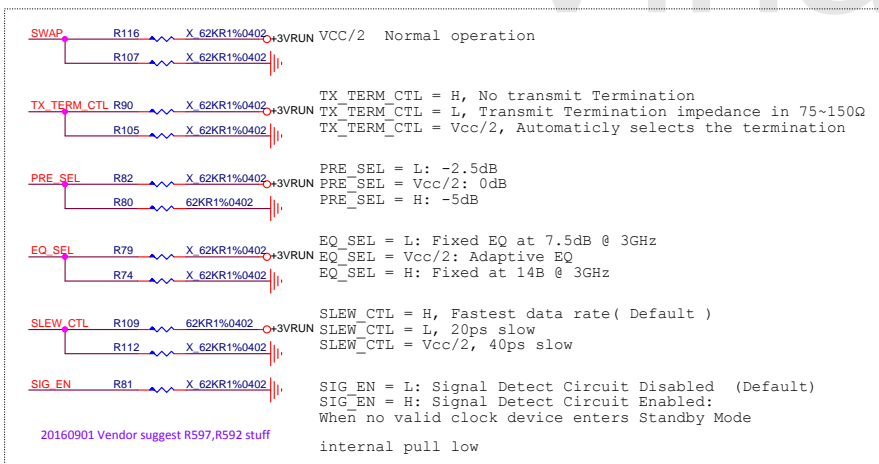 SWAP R116 X_62KR1%0402 +3VRUN VCC/2 Normal operation
R107 X_62KR1%0402
TX_TERM_CTL = H, No transmit Termination
TX_TERM_CTL R90 X_62KR1%0402 +3VRUN TX_TERM_CTL = L, Transmit Termination impedance in 75~150Ω
R105 X_62KR1%0402 TX_TERM_CTL = Vcc/2, Automaticly selects the termination
PRE_SEL = L: -2.5dB
PRE_SEL R82 X_62KR1%0402 +3VRUN PRE_SEL = Vcc/2: 0dB
R80 62KR1%0402 PRE_SEL = H: -5dB
EQ_SEL = L: Fixed EQ at 7.5dB @ 3GHz
EQ_SEL R79 X_62KR1%0402 +3VRUN EQ_SEL = Vcc/2: Adaptive EQ
R74 X_62KR1%0402 EQ_SEL = H: Fixed at 14B @ 3GHz
SLEW_CTL = H, Fastest data rate( Default )
SLEW_CTL R109 62KR1%0402 +3VRUN SLEW_CTL = L, 20ps slow
R112 X_62KR1%0402 SLEW_CTL = Vcc/2, 40ps slow
SIG_EN R81 X_62KR1%0402 SIG_EN = L: Signal Detect Circuit Disabled (Default)
SIG_EN = H: Signal Detect Circuit Enabled:
When no valid clock device enters Standby Mode
20160901 Vendor suggest R597,R592 stuff
internal pull low